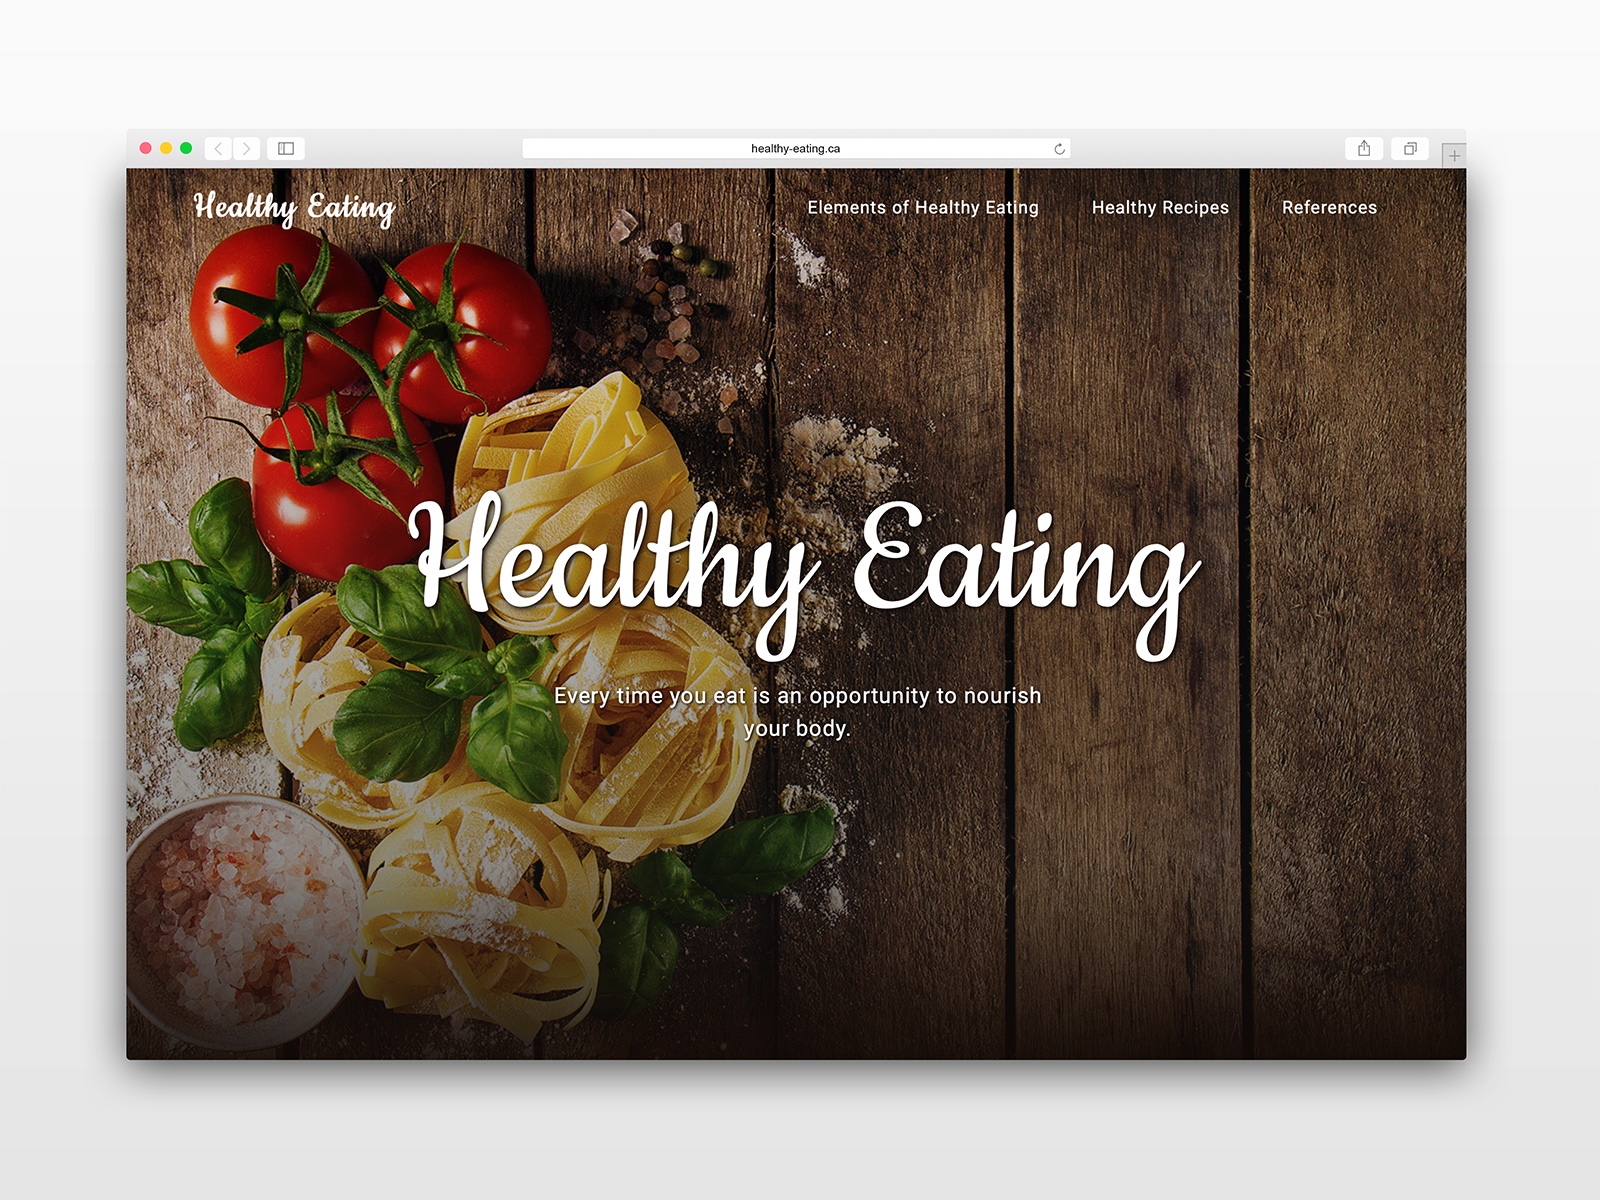 healthy-eating.ca
Healthy Eating
Elements of Healthy Eating
Healthy Recipes
References
Healthy Eating
Every time you eat is an opportunity to nourish
your body.